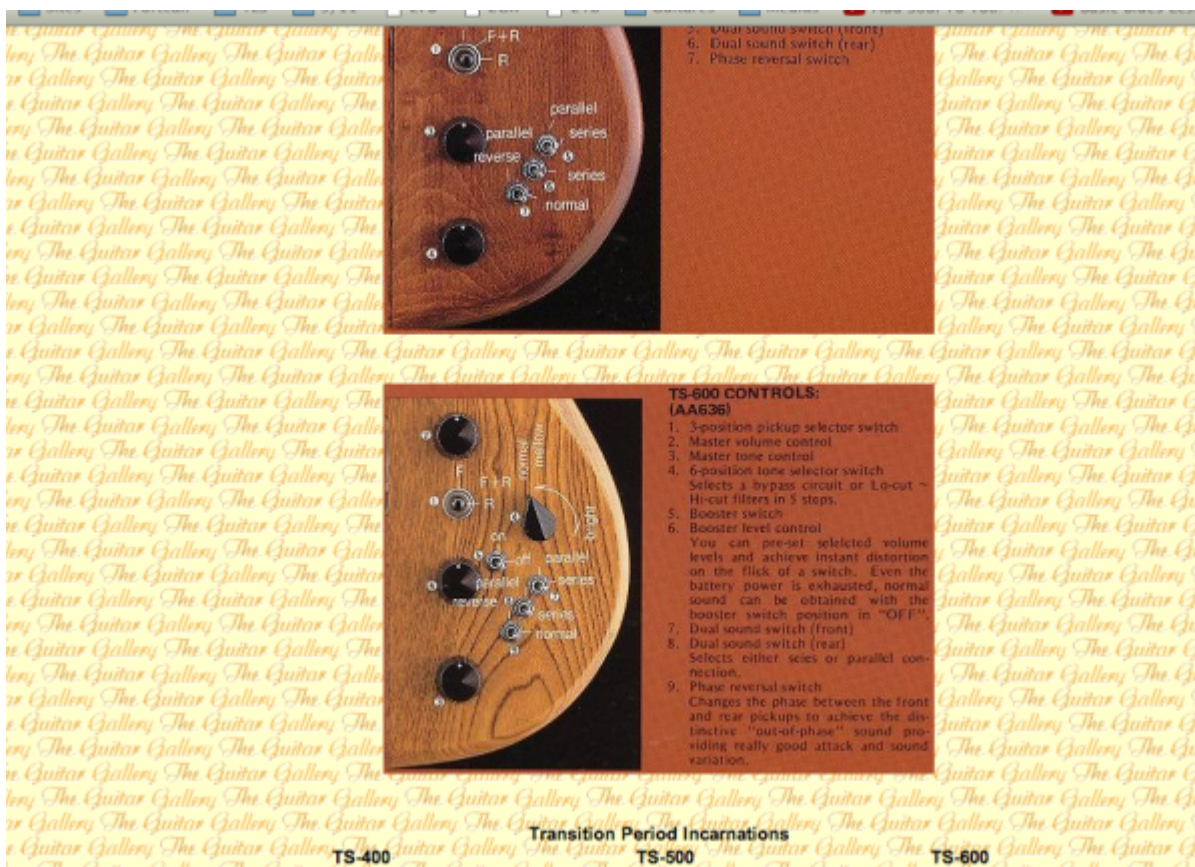 F+R
R
parallel
parallel
series
reverse
series
normal
5. Dual sound switch (front)
6. Dual sound switch (rear)
7. Phase reversal switch
The Guitar Gallery
TS-600 CONTROLS:
(AA636)
1. 3-position pickup selector switch
2. Master volume control
3. Master tone control
4. 6-position tone selector switch
Selects a bypass circuit or Lo-cut ~
Hi-cut filters in 5 stops.
5. Booster switch
6. Booster level control
You can pre-set selelcted volume
levels and achieve instant distortion
on the flick of a switch. Even the
battery power is exhausted, normal
sound can be obtained with the
booster switch position in "OFF".
7. Dual sound switch (front)
8. Dual sound switch (rear)
Selects either seies or parallel con-
nection.
9. Phase reversal switch
Changes the phase between the front
and rear pickups to achieve the dis-
tinctive "out-of-phase" sound pro-
viding really good attack and sound
variation.
normal
mellow
bright
F
F+R
R
on
off
parallel
parallel
series
reverse
series
normal
Transition Period Incarnations
TS-400 TS-500 TS-600